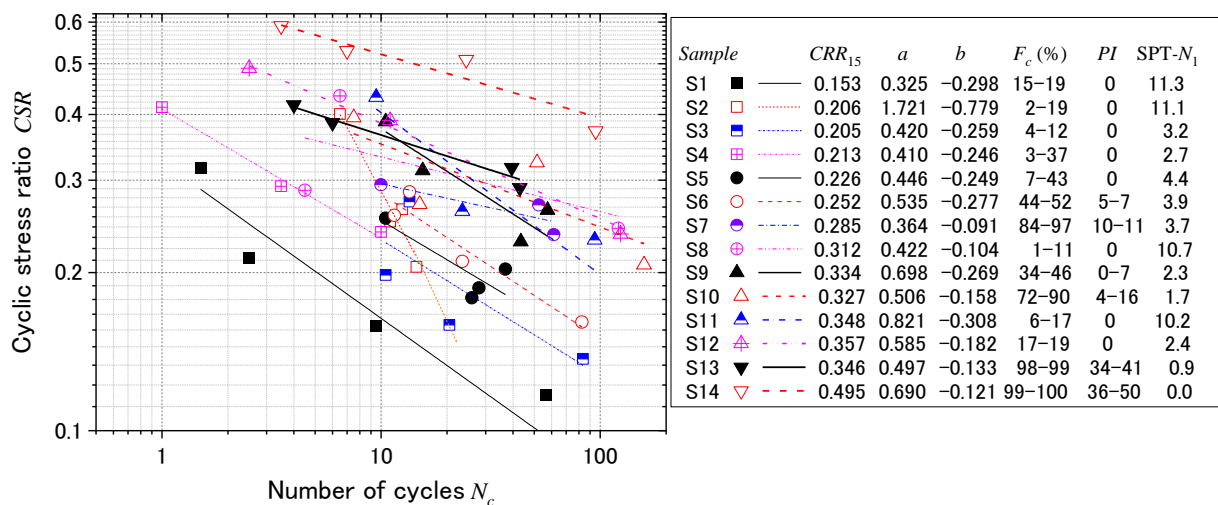 0.6
0.5
0.4
0.3
0.2
0.1
Cyclic stress ratio CSR
1 10 100
Number of cycles N_c
Sample CRR_15 a b F_c (%) PI SPT-N_1
S1 0.153 0.325 −0.298 15−19 0 11.3
S2 0.206 1.721 −0.779 2−19 0 11.1
S3 0.205 0.420 −0.259 4−12 0 3.2
S4 0.213 0.410 −0.246 3−37 0 2.7
S5 0.226 0.446 −0.249 7−43 0 4.4
S6 0.252 0.535 −0.277 44−52 5−7 3.9
S7 0.285 0.364 −0.091 84−97 10−11 3.7
S8 0.312 0.422 −0.104 1−11 0 10.7
S9 0.334 0.698 −0.269 34−46 0−7 2.3
S10 0.327 0.506 −0.158 72−90 4−16 1.7
S11 0.348 0.821 −0.308 6−17 0 10.2
S12 0.357 0.585 −0.182 17−19 0 2.4
S13 0.346 0.497 −0.133 98−99 34−41 0.9
S14 0.495 0.690 −0.121 99−100 36−50 0.0